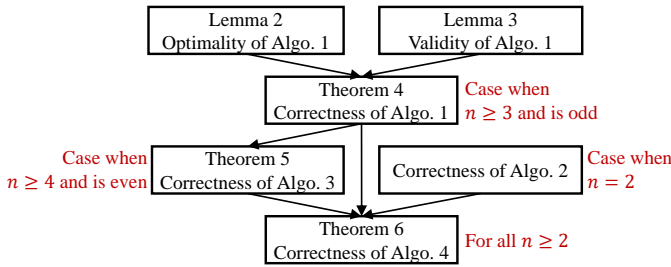 Lemma 2
Optimality of Algo. 1
Lemma 3
Validity of Algo. 1
Theorem 4
Correctness of Algo. 1
Case when
n ≥ 3 and is odd
Case when
n ≥ 4 and is even
Theorem 5
Correctness of Algo. 3
Correctness of Algo. 2
Case when
n = 2
Theorem 6
Correctness of Algo. 4
For all n ≥ 2